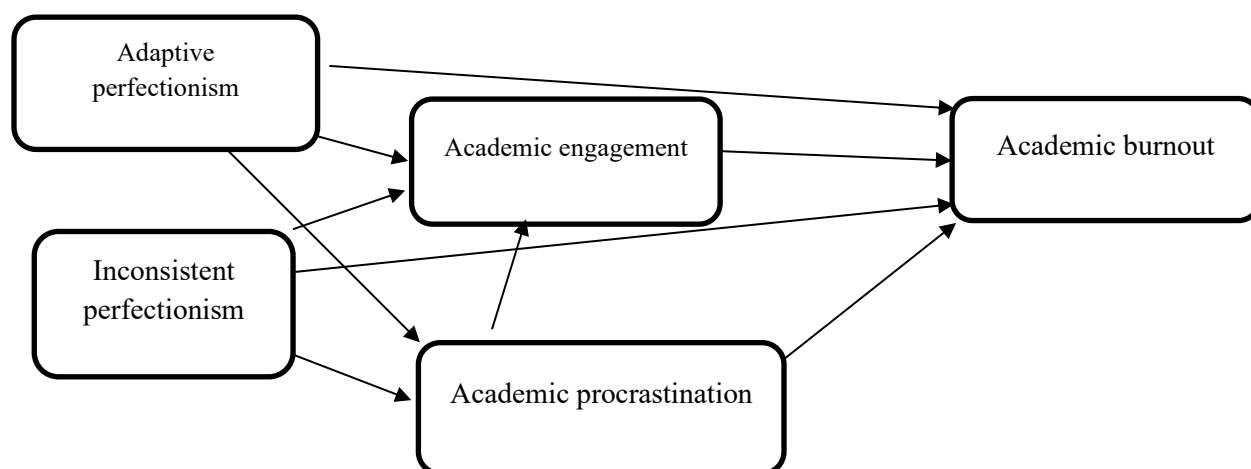 Adaptive
perfectionism
Academic engagement
Academic burnout
Inconsistent
perfectionism
Academic procrastination